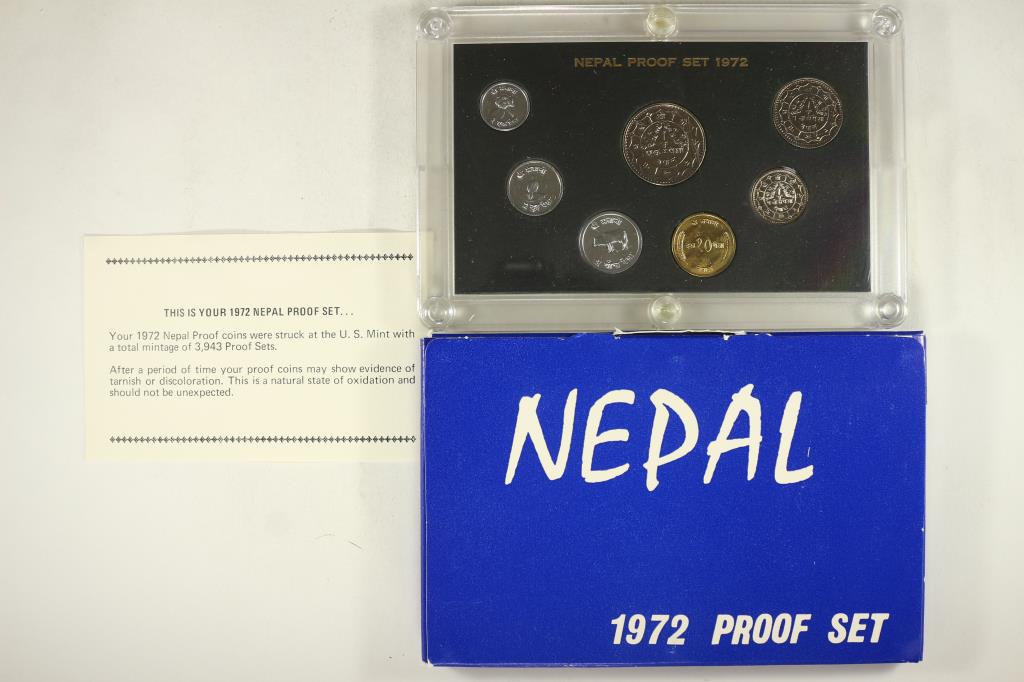 NEPAL PROOF SET 1972
श्री ५ नेपाल
१०
THIS IS YOUR 1972 NEPAL PROOF SET...
Your 1972 Nepal Proof coins were struck at the U. S. Mint with
a total mintage of 3,943 Proof Sets.
After a period of time your proof coins may show evidence of
tarnish or discoloration. This is a natural state of oxidation and
should not be unexpected.
NEPAL
1972 PROOF SET